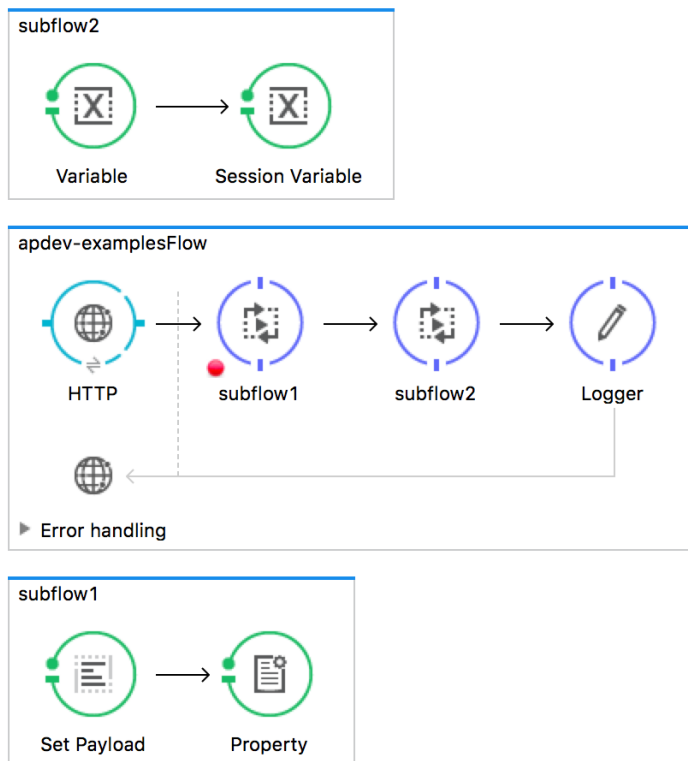 subflow2
Variable
Session Variable
apdev-examplesFlow
HTTP
subflow1
subflow2
Logger
Error handling
subflow1
Set Payload
Property